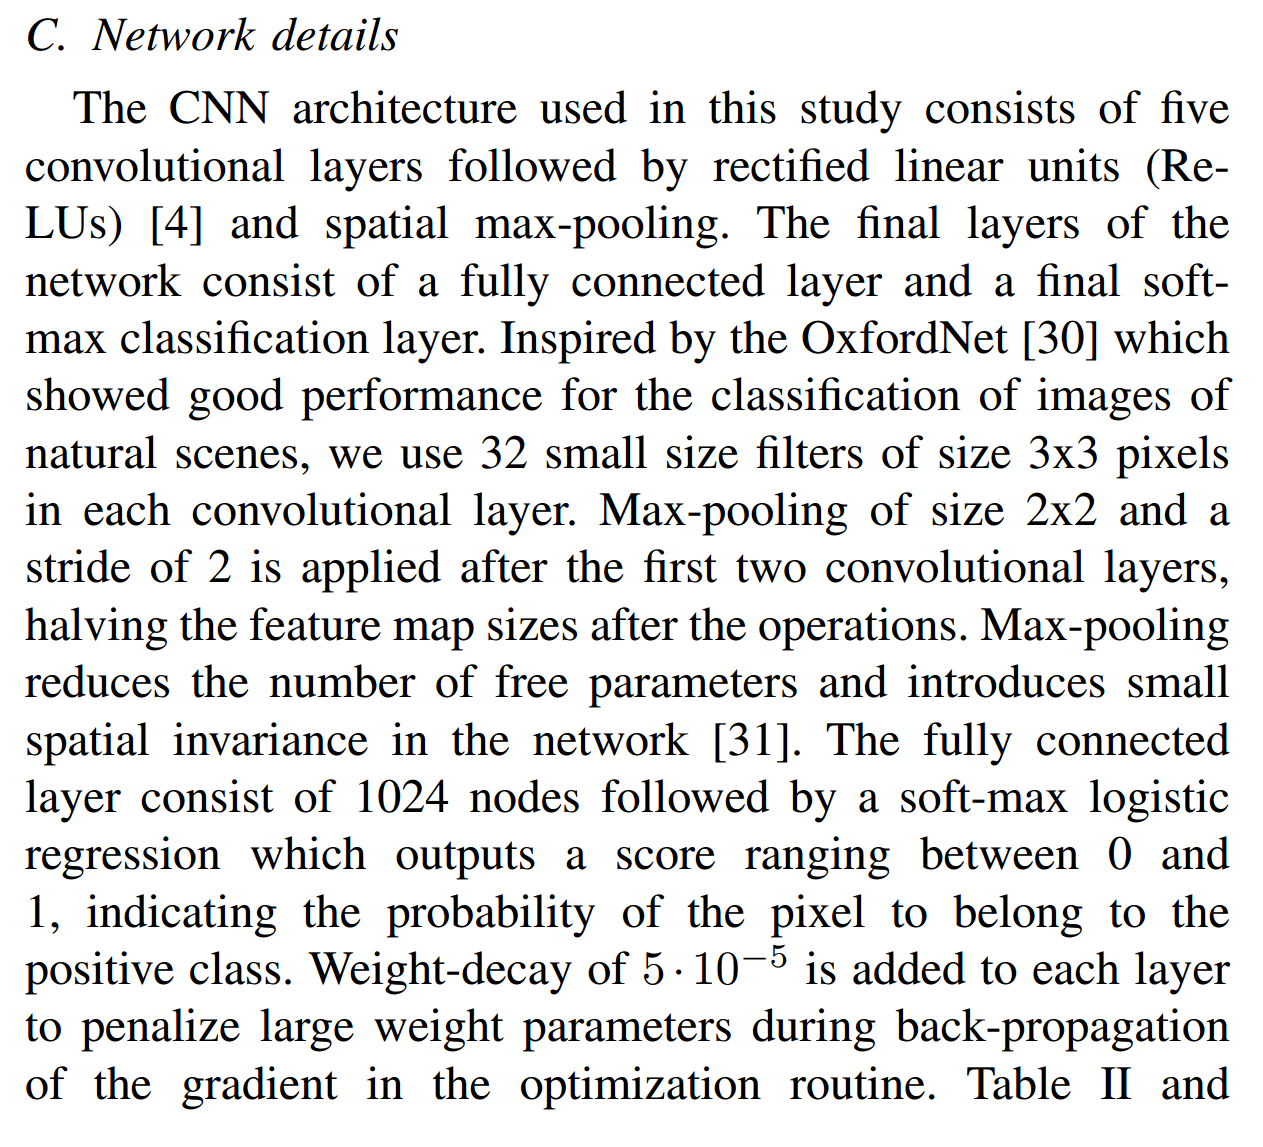 C. Network details
The CNN architecture used in this study consists of five
convolutional layers followed by rectified linear units (Re-
LUs) [4] and spatial max-pooling. The final layers of the
network consist of a fully connected layer and a final soft-
max classification layer. Inspired by the OxfordNet [30] which
showed good performance for the classification of images of
natural scenes, we use 32 small size filters of size 3x3 pixels
in each convolutional layer. Max-pooling of size 2x2 and a
stride of 2 is applied after the first two convolutional layers,
halving the feature map sizes after the operations. Max-pooling
reduces the number of free parameters and introduces small
spatial invariance in the network [31]. The fully connected
layer consist of 1024 nodes followed by a soft-max logistic
regression which outputs a score ranging between 0 and
1, indicating the probability of the pixel to belong to the
positive class. Weight-decay of 5 · 10⁻⁵ is added to each layer
to penalize large weight parameters during back-propagation
of the gradient in the optimization routine. Table II and